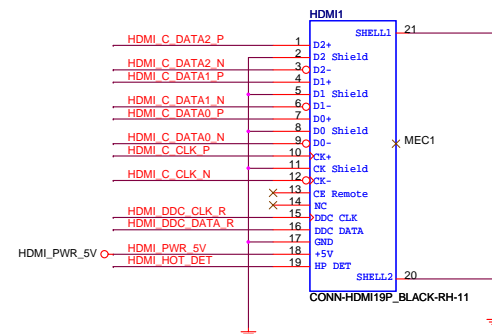 HDMI1
SHELL1 21
HDMI_C_DATA2_P 1 D2+
2 D2 Shield
HDMI_C_DATA2_N 3 D2-
HDMI_C_DATA1_P 4 D1+
5 D1 Shield
HDMI_C_DATA1_N 6 D1-
HDMI_C_DATA0_P 7 D0+
8 D0 Shield
HDMI_C_DATA0_N 9 D0-
MEC1
HDMI_C_CLK_P 10 CK+
11 CK Shield
HDMI_C_CLK_N 12 CK-
13 CE Remote
14 NC
HDMI_DDC_CLK_R 15 DDC CLK
HDMI_DDC_DATA_R 16 DDC DATA
17 GND
HDMI_PWR_5V HDMI_PWR_5V 18 +5V
HDMI_HOT_DET 19 HP DET
SHELL2 20
CONN-HDMI19P_BLACK-RH-11